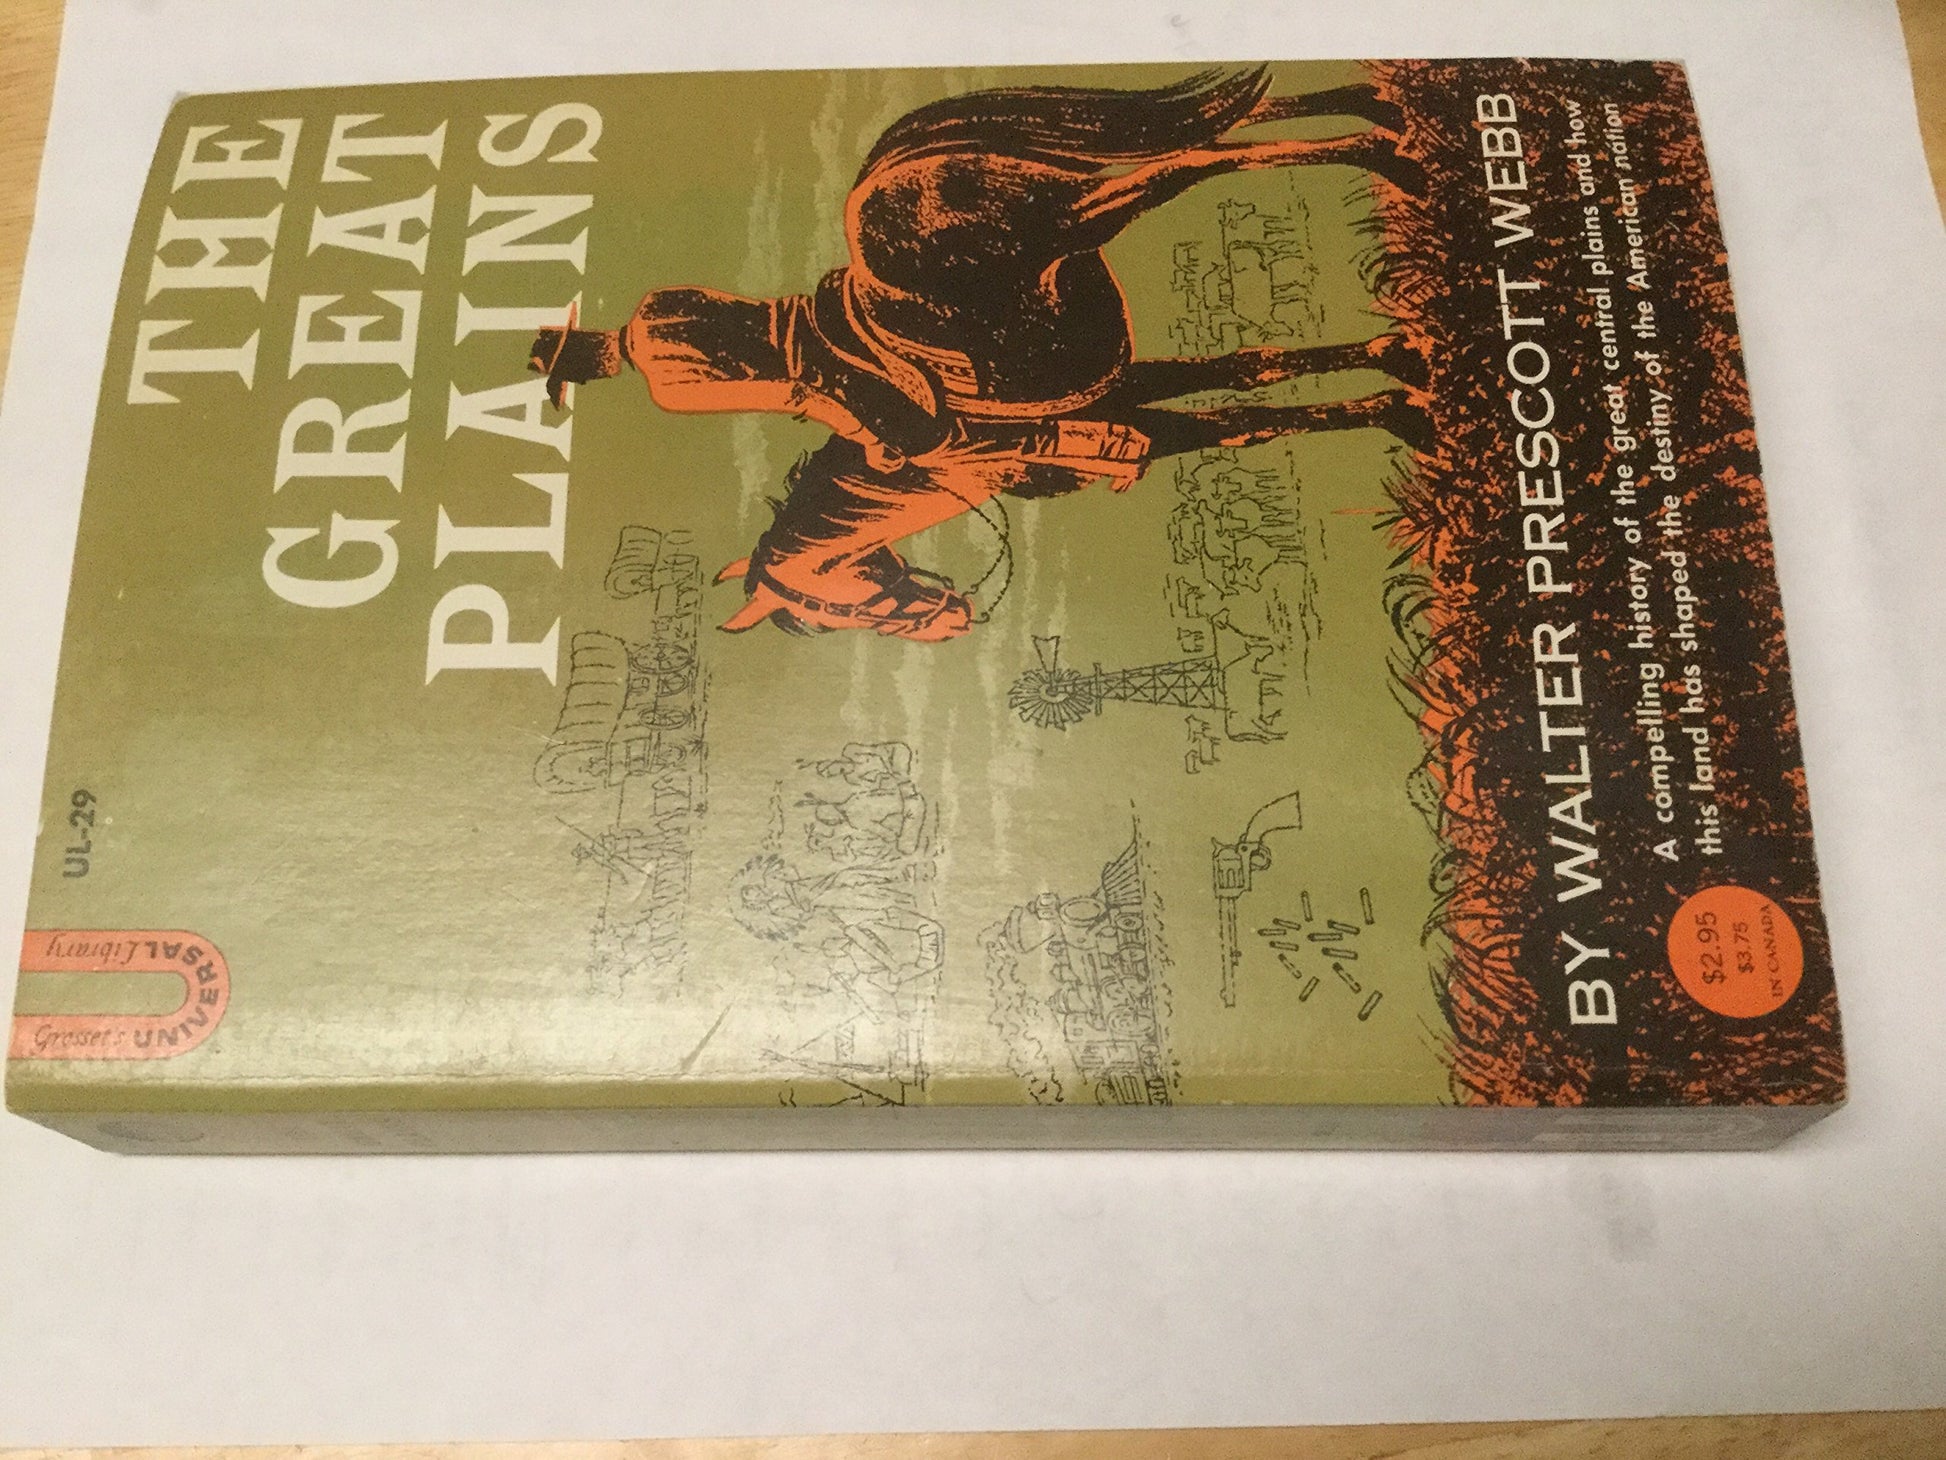 UL-29
Grosset's UNIVERSAL Library
THE
GREAT
PLAINS
BY WALTER PRESCOTT WEBB
A compelling history of the great central plains and how
this land has shaped the destiny of the American nation
$2.95
$3.75
IN CANADA